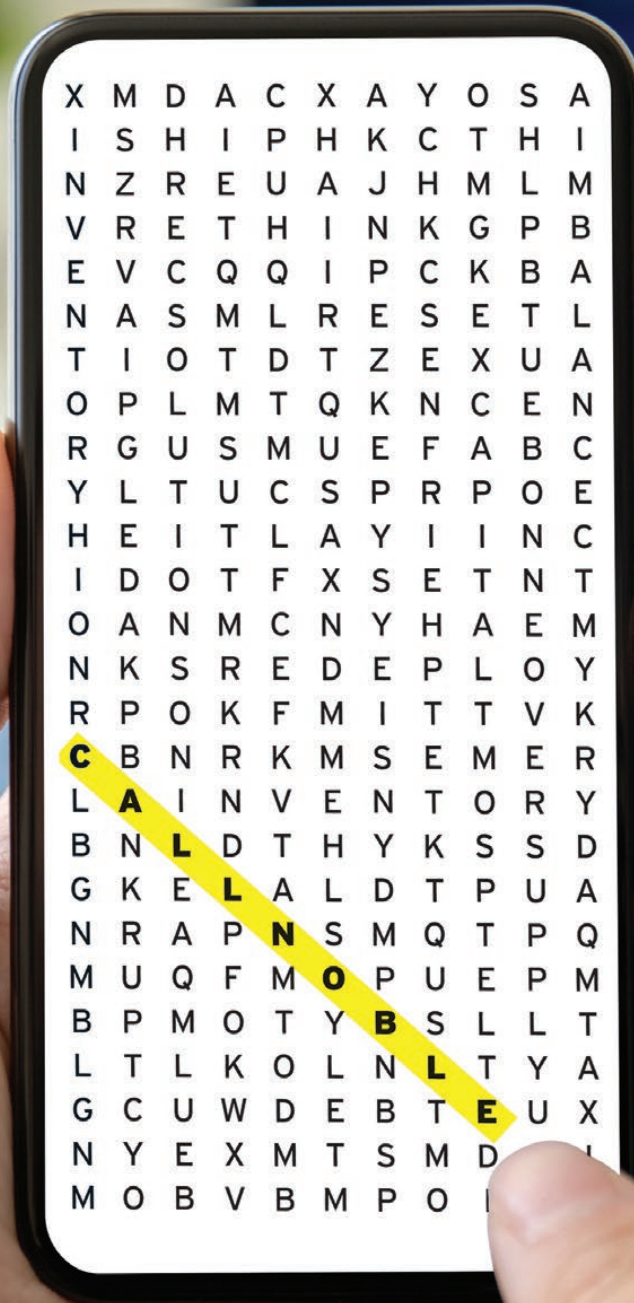 X M D A C X A Y O S A
I S H I P H K C T H I
N Z R E U A J H M L M
V R E T H I N K G P B
E V C Q Q I P C K B A
N A S M L R E S E T L
T I O T D T Z E X U A
O P L M T Q K N C E N
R G U S M U E F A B C
Y L T U C S P R P O E
H E I T L A Y I I N C
I D O T F X S E T N T
O A N M C N Y H A E M
N K S R E D E P L O Y
R P O K F M I T T V K
C B N R K M S E M E R
L A I N V E N T O R Y
B N L D T H Y K S S D
G K E L A L D T P U A
N R A P N S M Q T P Q
M U Q F M O P U E P M
B P M O T Y B S L L T
L T L K O L N L T Y A
G C U W D E B T E U X
N Y E X M T S M D
M O B V B M P O